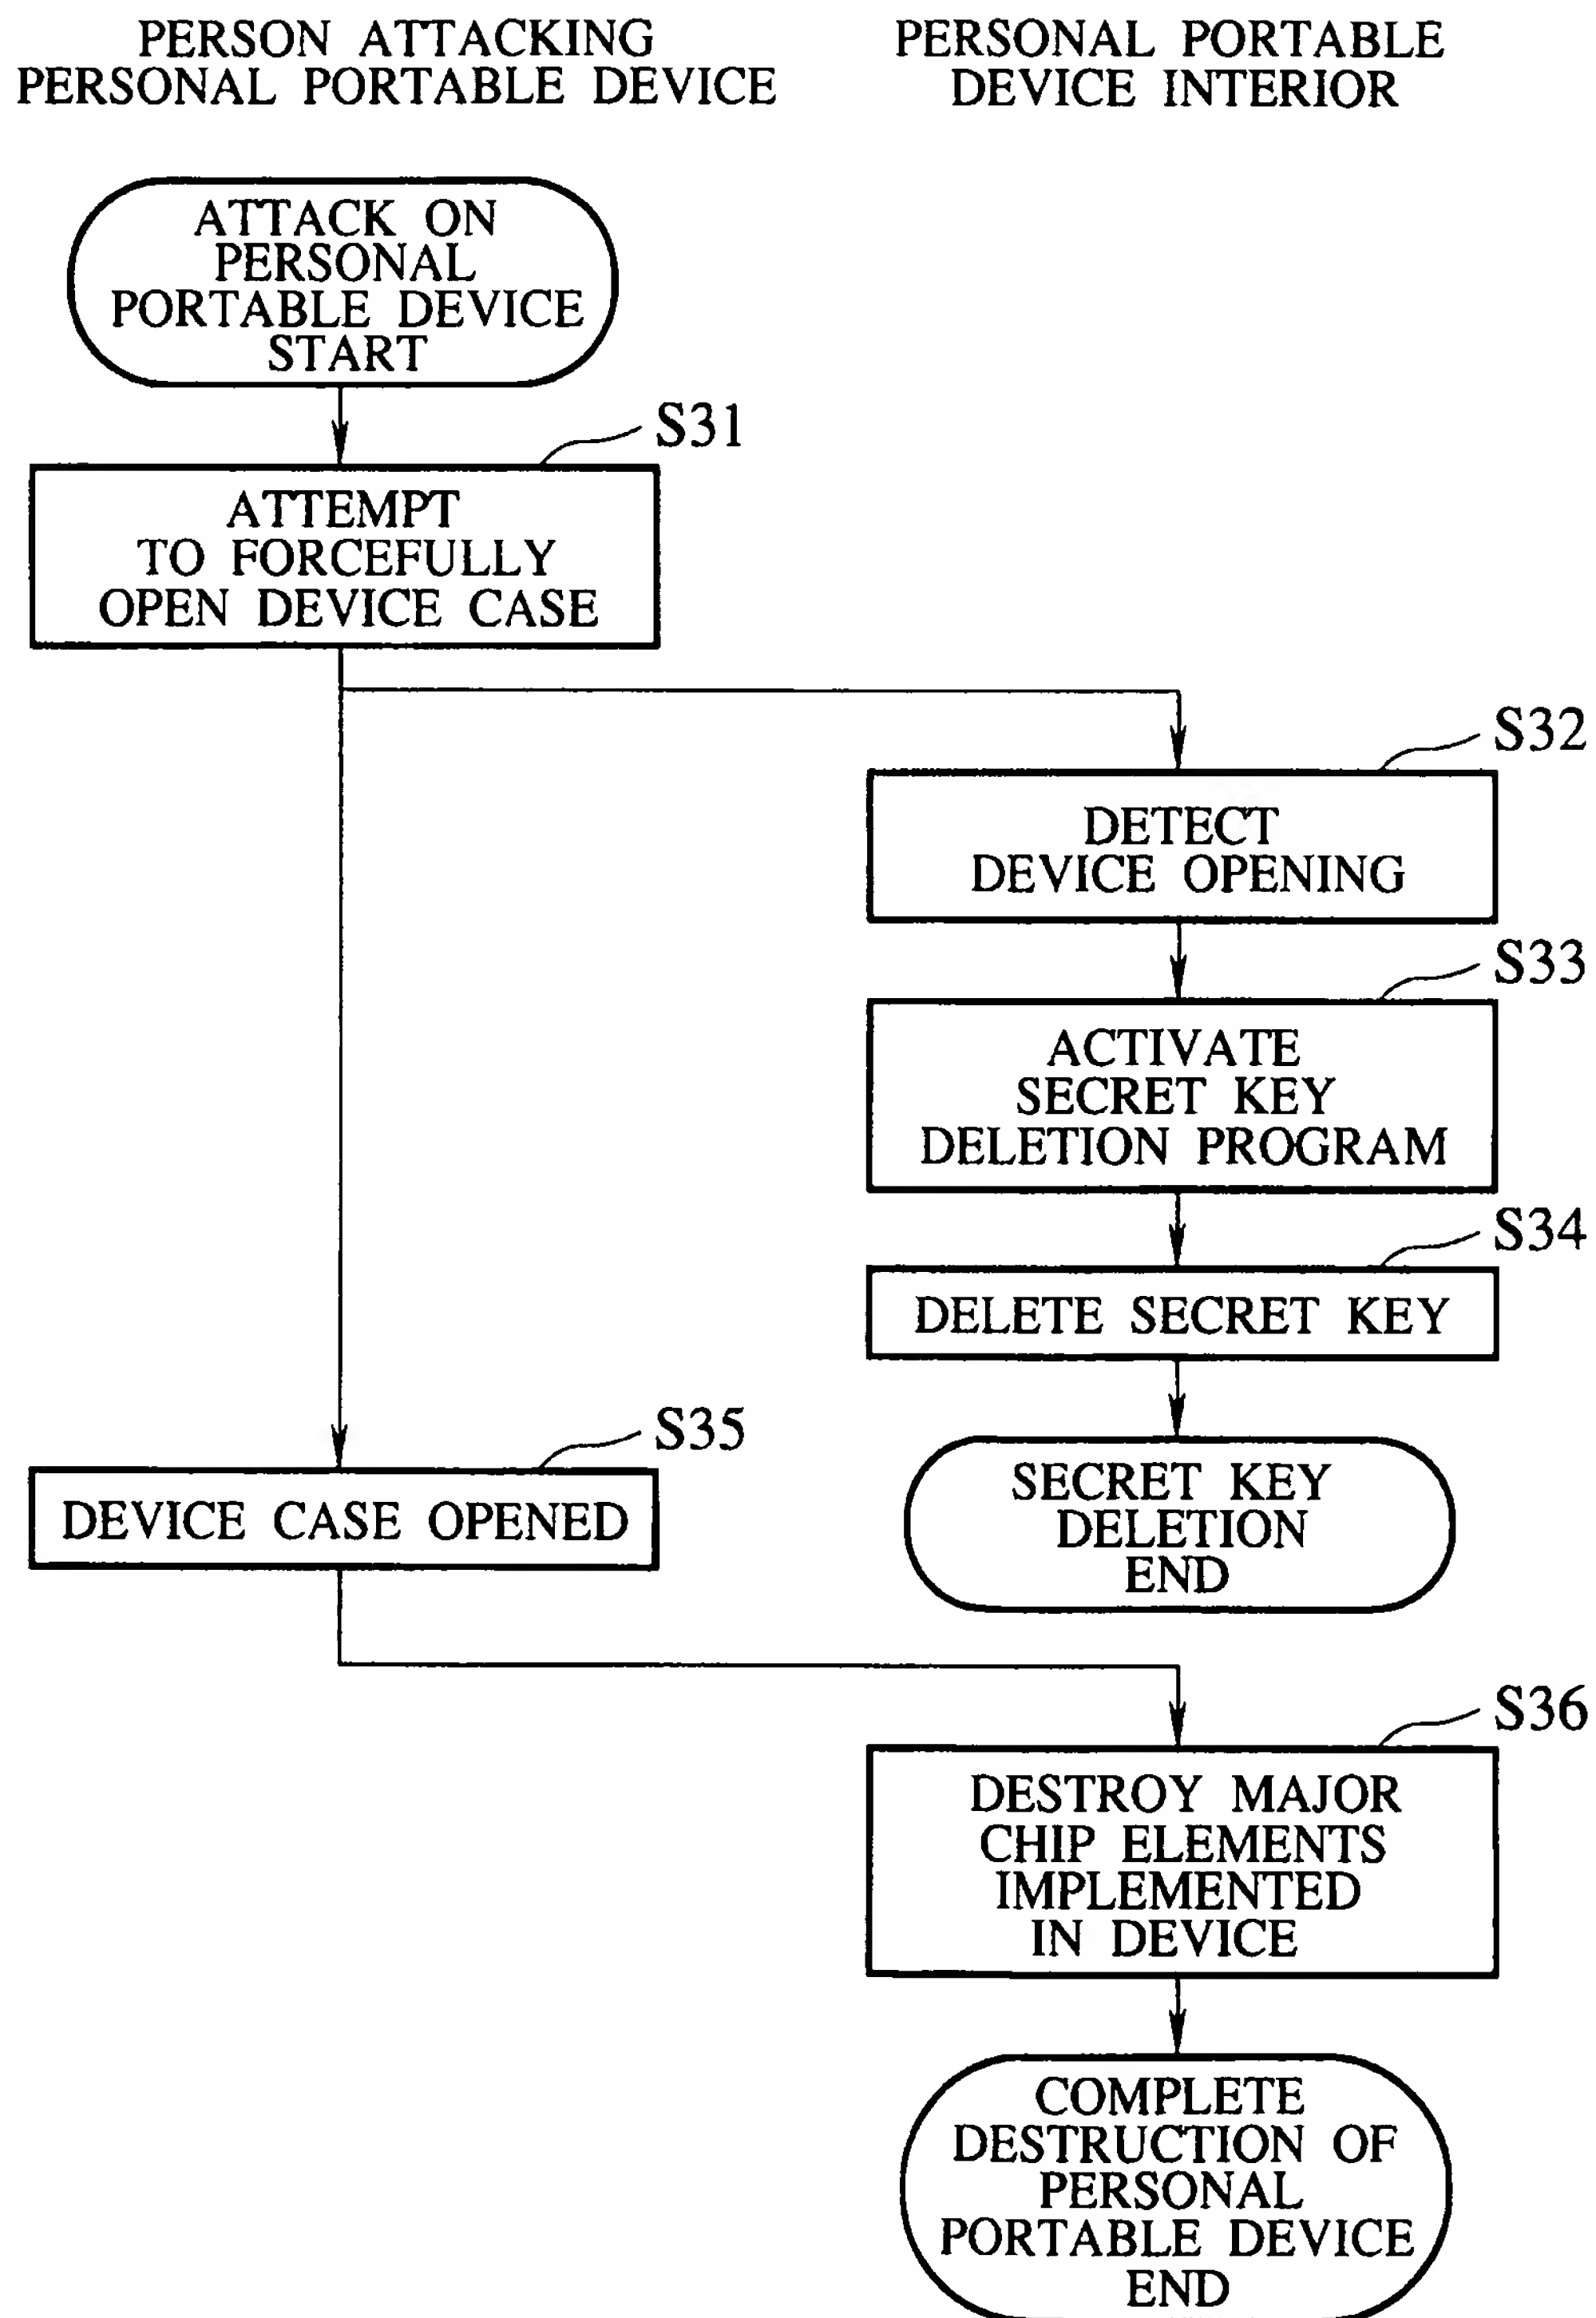 PERSON ATTACKING
PERSONAL PORTABLE DEVICE
PERSONAL PORTABLE
DEVICE INTERIOR
ATTACK ON
PERSONAL
PORTABLE DEVICE
START
S31
ATTEMPT
TO FORCEFULLY
OPEN DEVICE CASE
S32
DETECT
DEVICE OPENING
S33
ACTIVATE
SECRET KEY
DELETION PROGRAM
S34
DELETE SECRET KEY
SECRET KEY
DELETION
END
S35
DEVICE CASE OPENED
S36
DESTROY MAJOR
CHIP ELEMENTS
IMPLEMENTED
IN DEVICE
COMPLETE
DESTRUCTION OF
PERSONAL
PORTABLE DEVICE
END